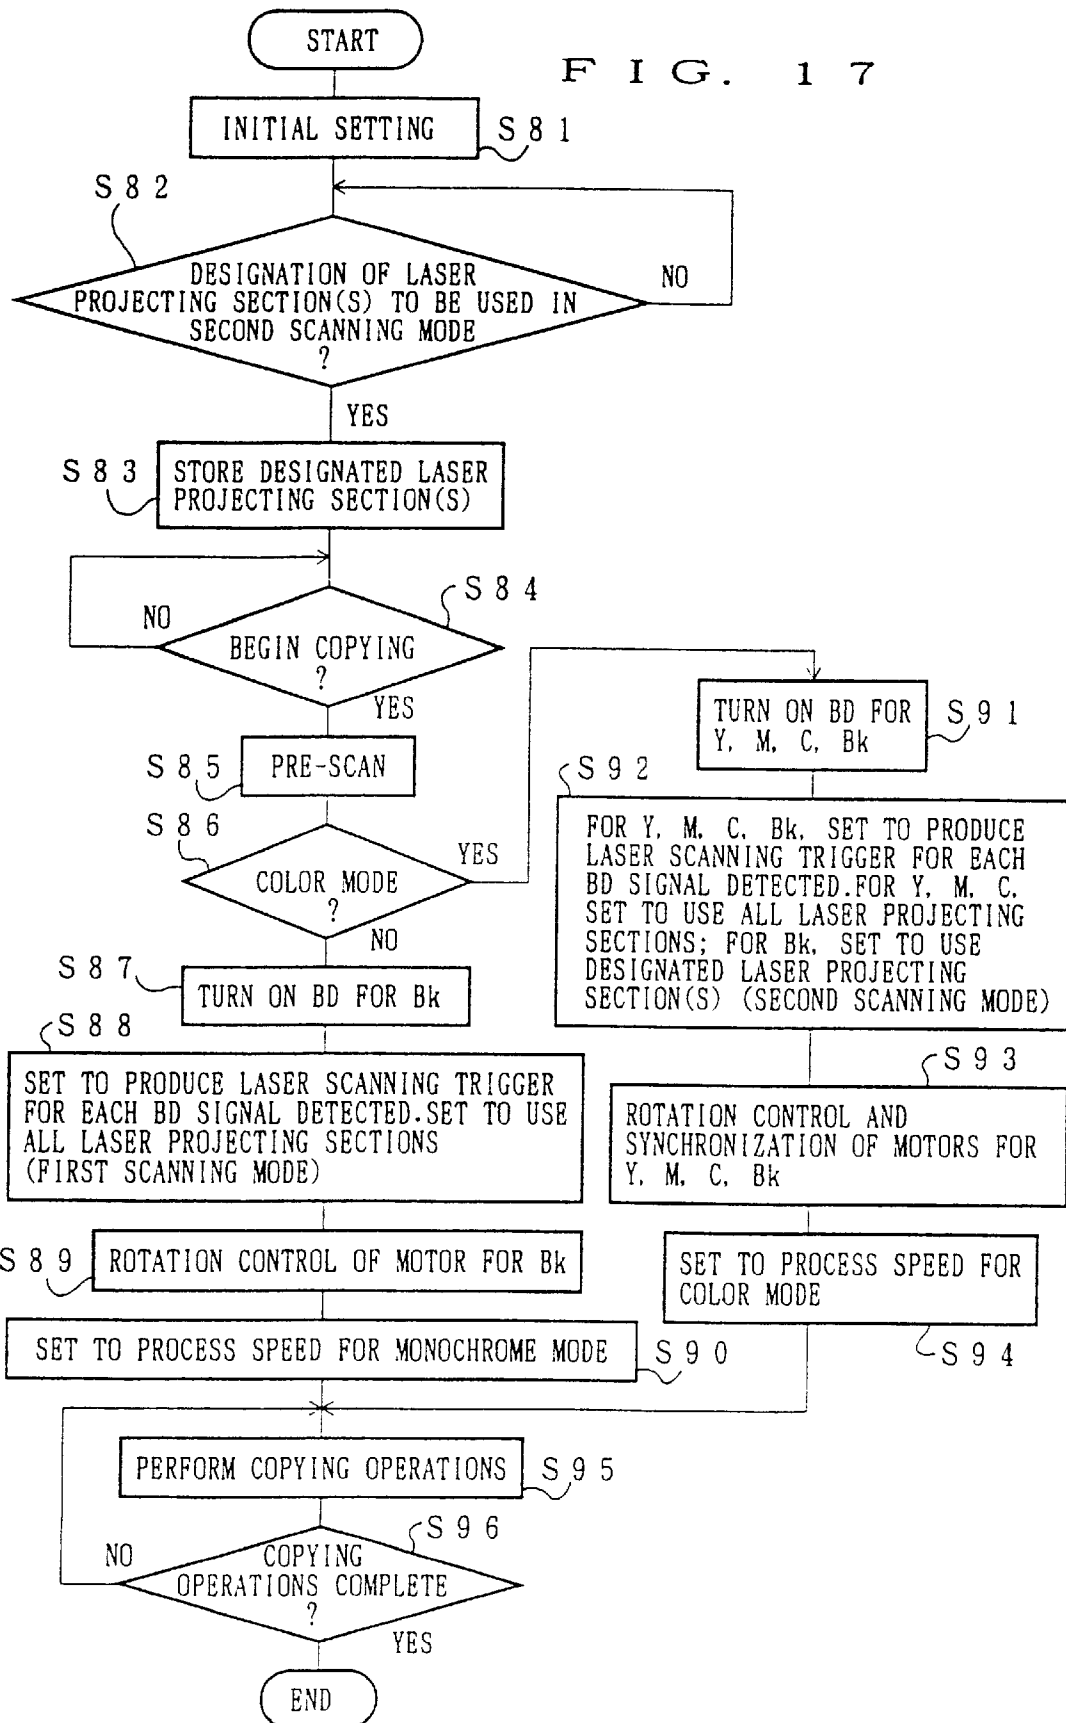 START
F I G. 1 7
INITIAL SETTING
S 8 1
S 8 2
DESIGNATION OF LASER
PROJECTING SECTION(S) TO BE USED IN
SECOND SCANNING MODE
?
NO
YES
S 8 3
STORE DESIGNATED LASER
PROJECTING SECTION(S)
S 8 4
NO
BEGIN COPYING
?
YES
S 8 5
PRE-SCAN
S 8 6
COLOR MODE
?
YES
NO
S 8 7
TURN ON BD FOR Bk
S 8 8
SET TO PRODUCE LASER SCANNING TRIGGER
FOR EACH BD SIGNAL DETECTED.SET TO USE
ALL LASER PROJECTING SECTIONS
(FIRST SCANNING MODE)
S 8 9
ROTATION CONTROL OF MOTOR FOR Bk
SET TO PROCESS SPEED FOR MONOCHROME MODE
S 9 0
TURN ON BD FOR
Y, M, C, Bk
S 9 1
S 9 2
FOR Y, M, C, Bk, SET TO PRODUCE
LASER SCANNING TRIGGER FOR EACH
BD SIGNAL DETECTED.FOR Y, M, C,
SET TO USE ALL LASER PROJECTING
SECTIONS; FOR Bk, SET TO USE
DESIGNATED LASER PROJECTING
SECTION(S) (SECOND SCANNING MODE)
S 9 3
ROTATION CONTROL AND
SYNCHRONIZATION OF MOTORS FOR
Y, M, C, Bk
SET TO PROCESS SPEED FOR
COLOR MODE
S 9 4
PERFORM COPYING OPERATIONS
S 9 5
S 9 6
NO
COPYING
OPERATIONS COMPLETE
?
YES
END